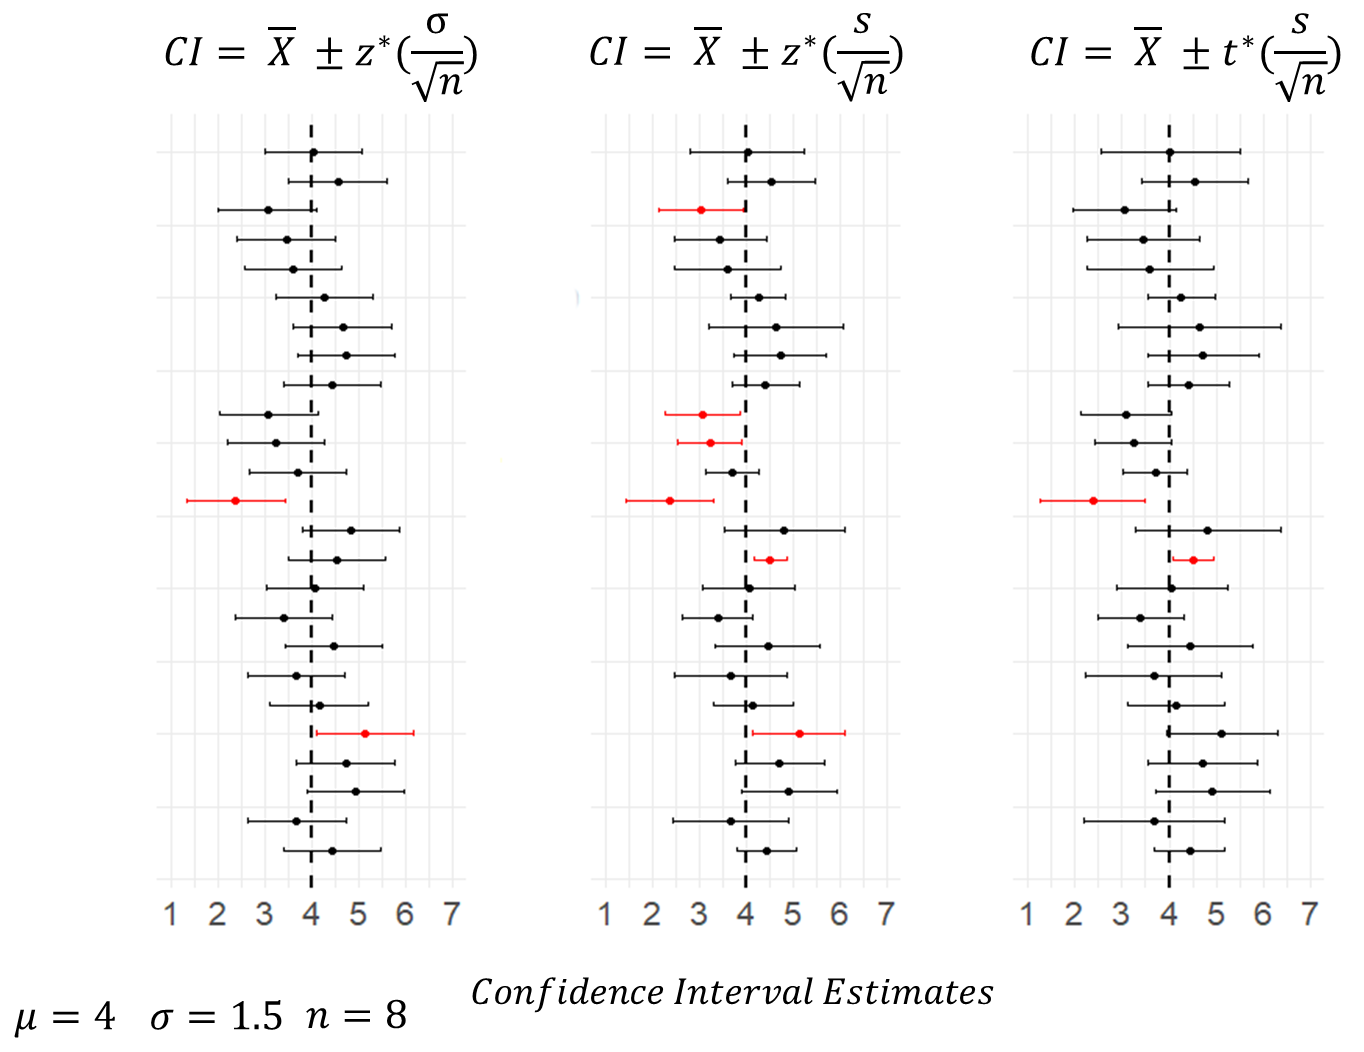 CI = X̄ ± z*(σ/√n)
CI = X̄ ± z*(s/√n)
CI = X̄ ± t*(s/√n)
1 2 3 4 5 6 7
1 2 3 4 5 6 7
1 2 3 4 5 6 7
Confidence Interval Estimates
μ = 4 σ = 1.5 n = 8